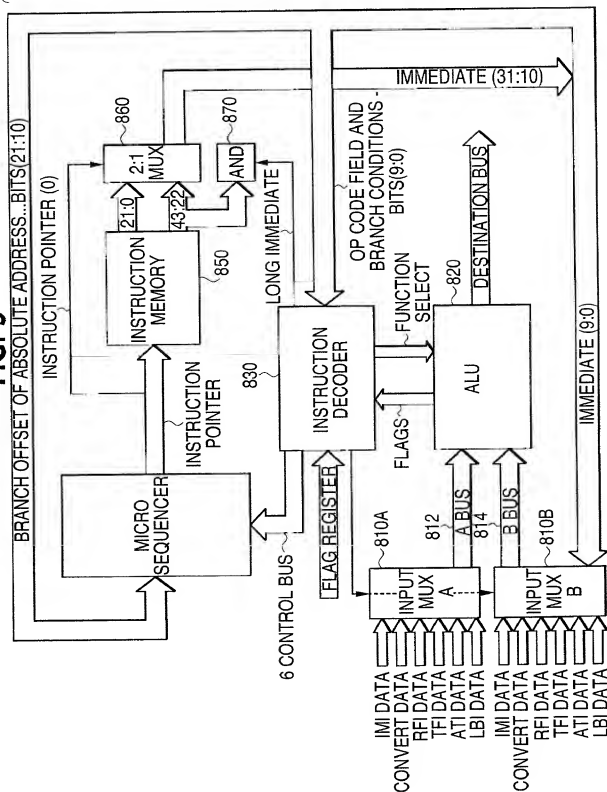 BRANCH OFFSET OF ABSOLUTE ADDRESS...BITS(21:10)
INSTRUCTION POINTER (0)
860
2:1
MUX
870
AND
21:0
43:22
INSTRUCTION
MEMORY
850
LONG IMMEDIATE
IMMEDIATE (31:10)
MICRO
SEQUENCER
INSTRUCTION
POINTER
OP CODE FIELD AND
BRANCH CONDITIONS -
BITS(9:0)
830
INSTRUCTION
DECODER
FUNCTION
SELECT
820
DESTINATION BUS
6 CONTROL BUS
FLAG REGISTER
FLAGS
ALU
810A
812
A BUS
814
B BUS
810B
INPUT
MUX
A
INPUT
MUX
B
IMMEDIATE (9:0)
IMI DATA
CONVERT DATA
RFI DATA
TFI DATA
ATI DATA
LBI DATA
IMI DATA
CONVERT DATA
RFI DATA
TFI DATA
ATI DATA
LBI DATA